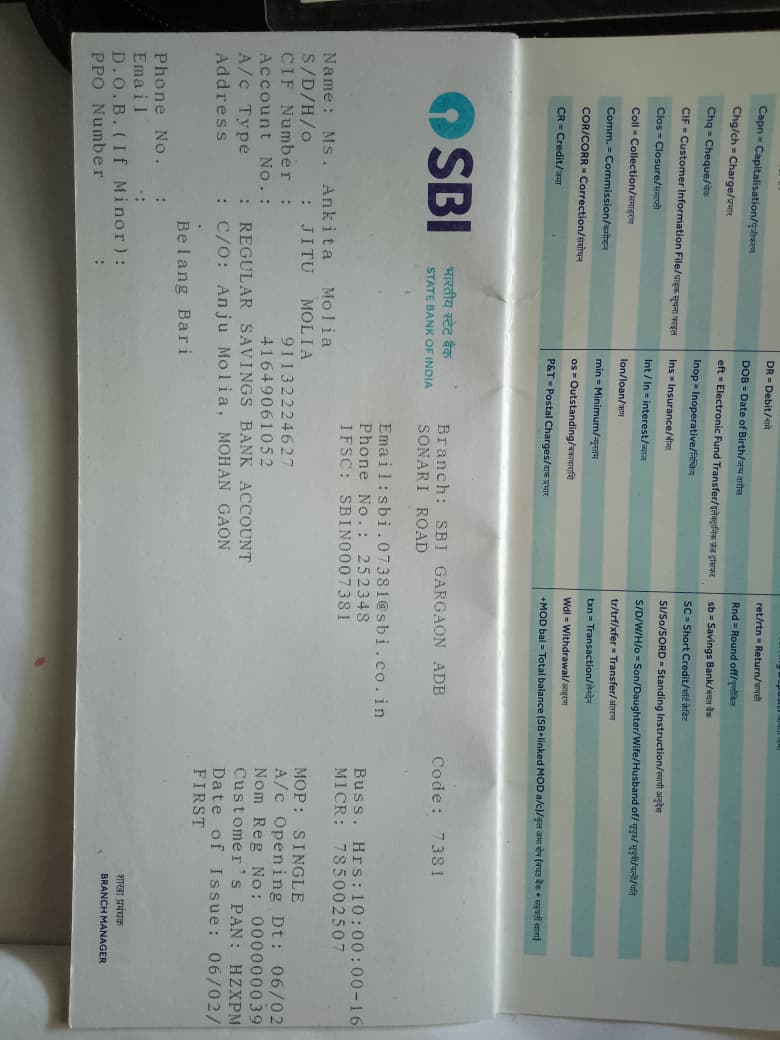 Capn = Capitalisation/पूंजीकरण
Chg/ch = Charge/प्रभार
Chq = Cheque/चेक
CIF = Customer Information File/ग्राहक सूचना फाइल
Clos = Closure/समाप्ती
Coll = Collection/समाहरण
Comm. = Commission/कमीशन
COR/CORR = Correction/संशोधन
CR = Credit/जमा
DR = Debit/नामे
DOB = Date of Birth/जन्म तारीख
eft = Electronic Fund Transfer/इलेक्ट्रानिक फंड ट्रांसफर
Inop = Inoperative/निष्क्रिय
Ins = Insurance/बीमा
Int / In = interest/ब्याज
lon/loan/ऋण
min = Minimum/न्यूनतम
os = Outstanding/बकायाराशि
P&T = Postal Charges/डाक प्रभार
ret/rtn = Return/वापसी
Rnd = Round off/पूर्णांकित
sb = Savings Bank/बचत बैंक
SC = Short Credit/शॉर्ट क्रेडिट
SI/So/SORD = Standing Instruction/स्थायी अनुदेश
S/D/W/H/o = Son/Daughter/Wife/Husband off/ सुपुत्र/ सुपुत्री/पत्नी/पति
tr/trf/xfer = Transfer/अंतरण
txn = Transaction/लेनदेन
Wdl = Withdrawal/आहरण
+MOD bal = Total balance (SB+linked MOD a/c)/कुल जमा शेष (बचत बैंक + सहबर्ती खाता)
SBI
भारतीय स्टेट बैंक
STATE BANK OF INDIA
Branch: SBI GARGAON ADB Code: 7381
SONARI ROAD
Email:sbi.07381@sbi.co.in
Phone No.: 252348 Buss. Hrs:10:00:00-16
IFSC: SBIN0007381 MICR: 785002507
Name: Ms. Ankita Molia
S/D/H/o : JITU MOLIA MOP: SINGLE
CIF Number : 91132224627 A/c Opening Dt: 06/02
Account No.: 41649061052 Nom Reg No: 000000039
A/c Type : REGULAR SAVINGS BANK ACCOUNT Customer's PAN: HZXPM
Address : C/O: Anju Molia, MOHAN GAON Date of Issue: 06/02/
FIRST
Belang Bari
Phone No. :
Email :
D.O.B.(If Minor):
PPO Number :
शाखा प्रबंधक
BRANCH MANAGER